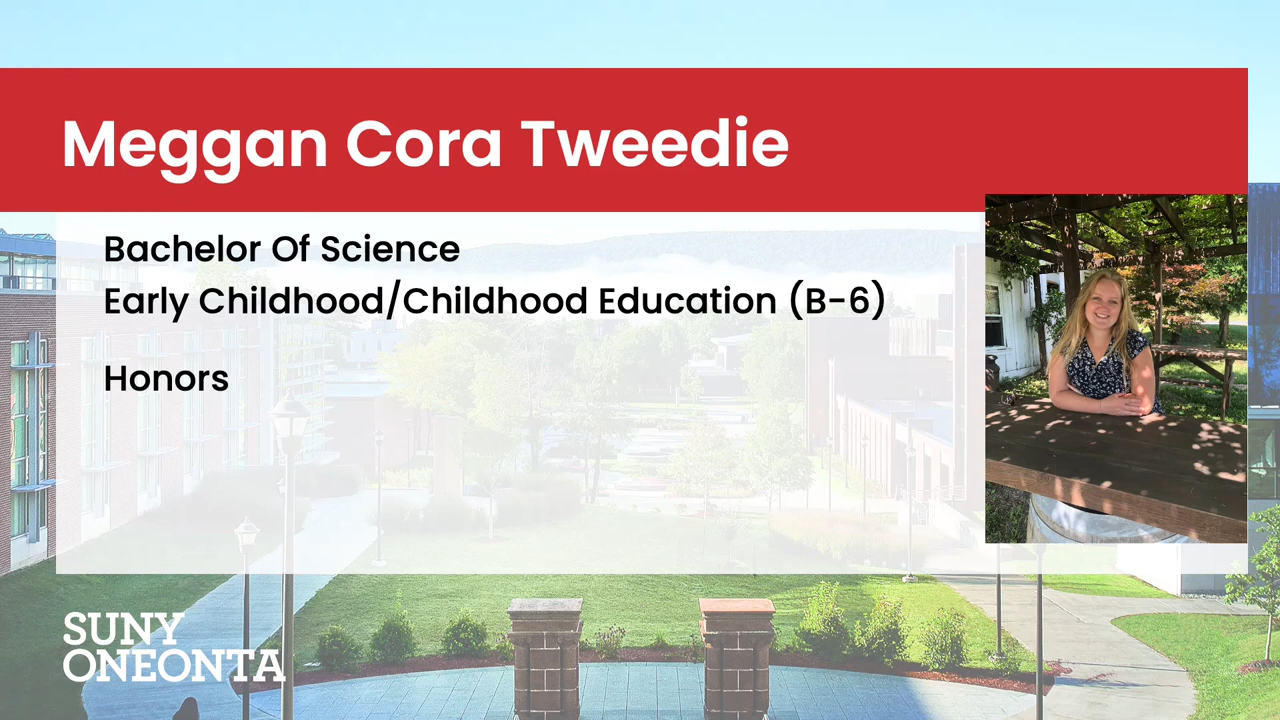 Meggan Cora Tweedie
Bachelor Of Science
Early Childhood/Childhood Education (B-6)
Honors
SUNY
ONEONTA